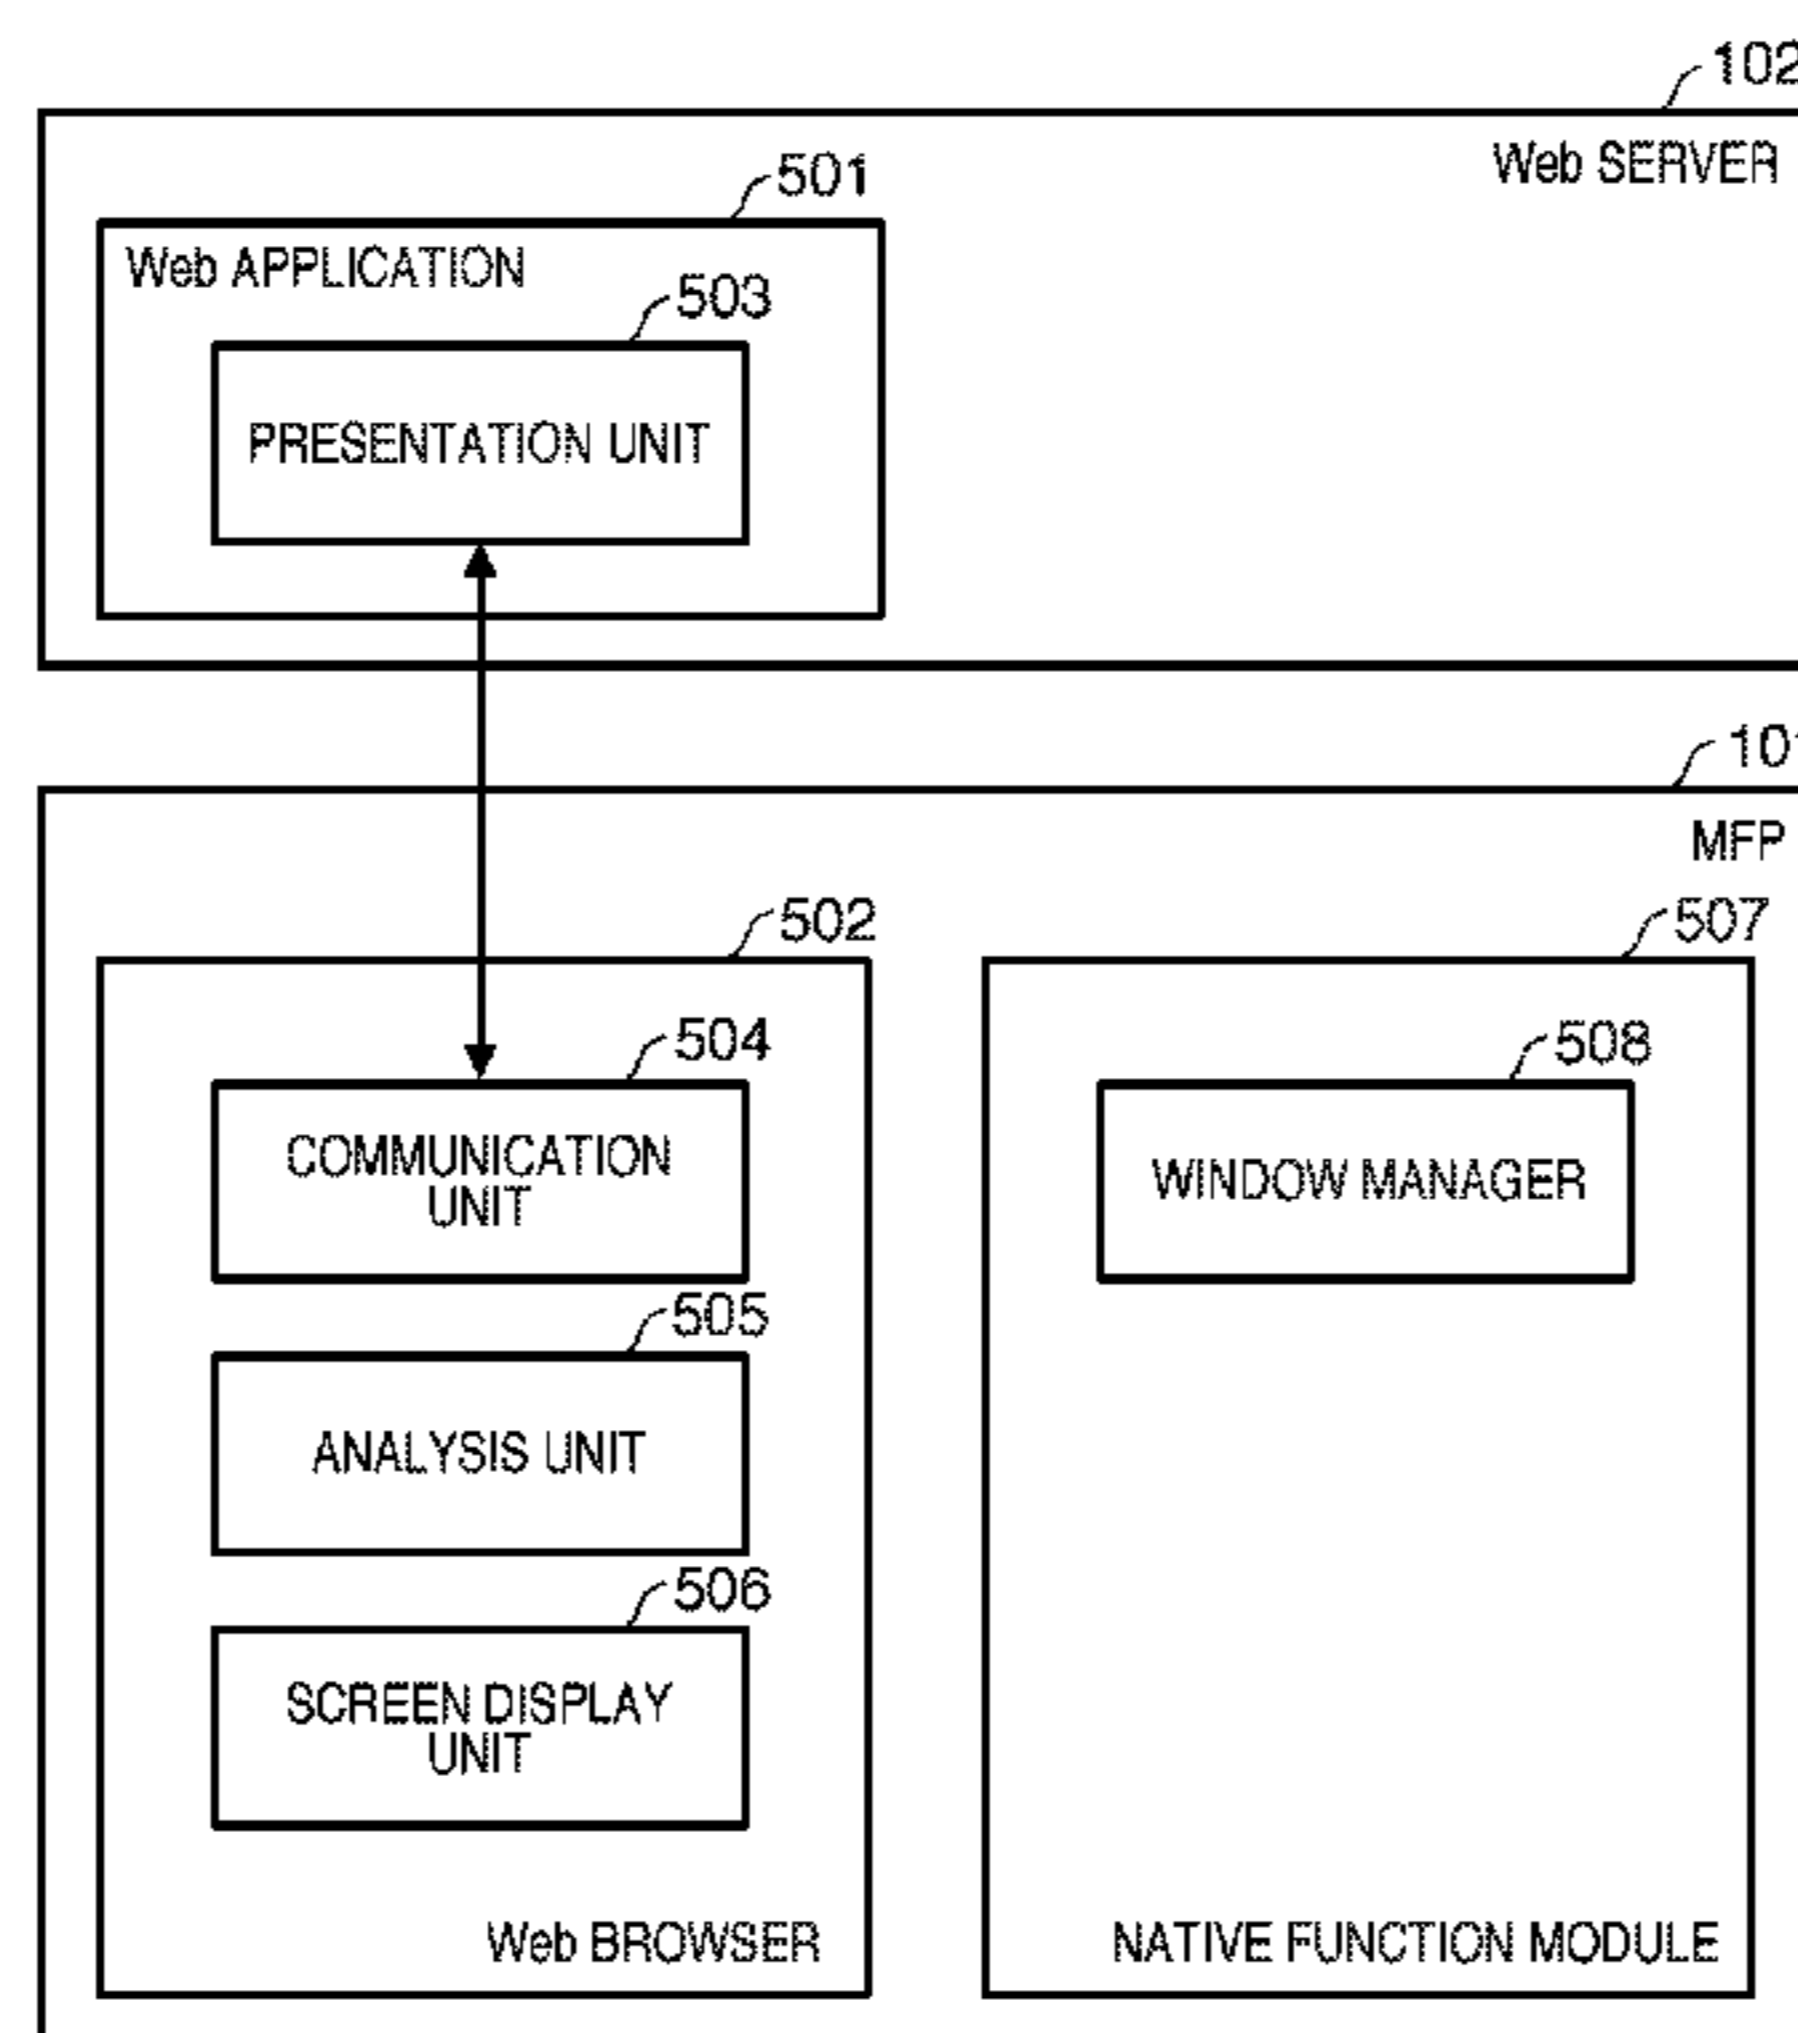 102
Web SERVER
501
Web APPLICATION
503
PRESENTATION UNIT
101
MFP
502
507
504
508
COMMUNICATION
UNIT
WINDOW MANAGER
505
ANALYSIS UNIT
506
SCREEN DISPLAY
UNIT
Web BROWSER
NATIVE FUNCTION MODULE